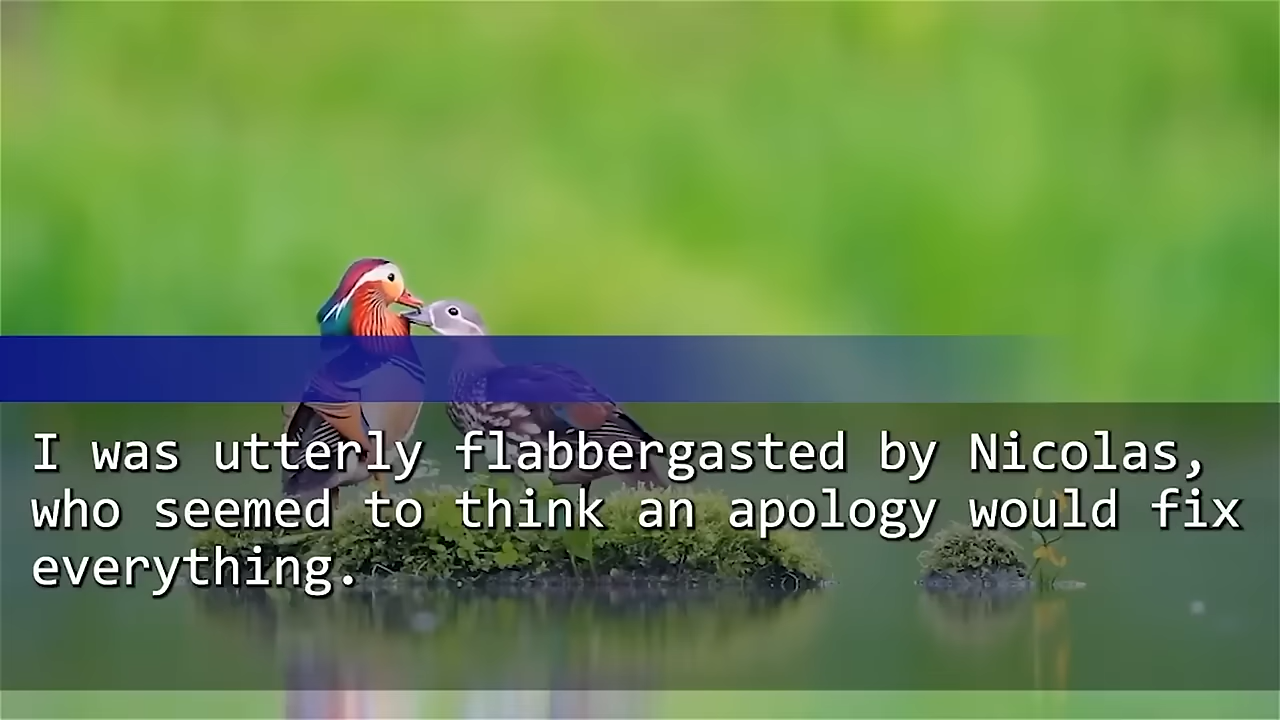 I was utterly flabbergasted by Nicolas,
who seemed to think an apology would fix
everything.